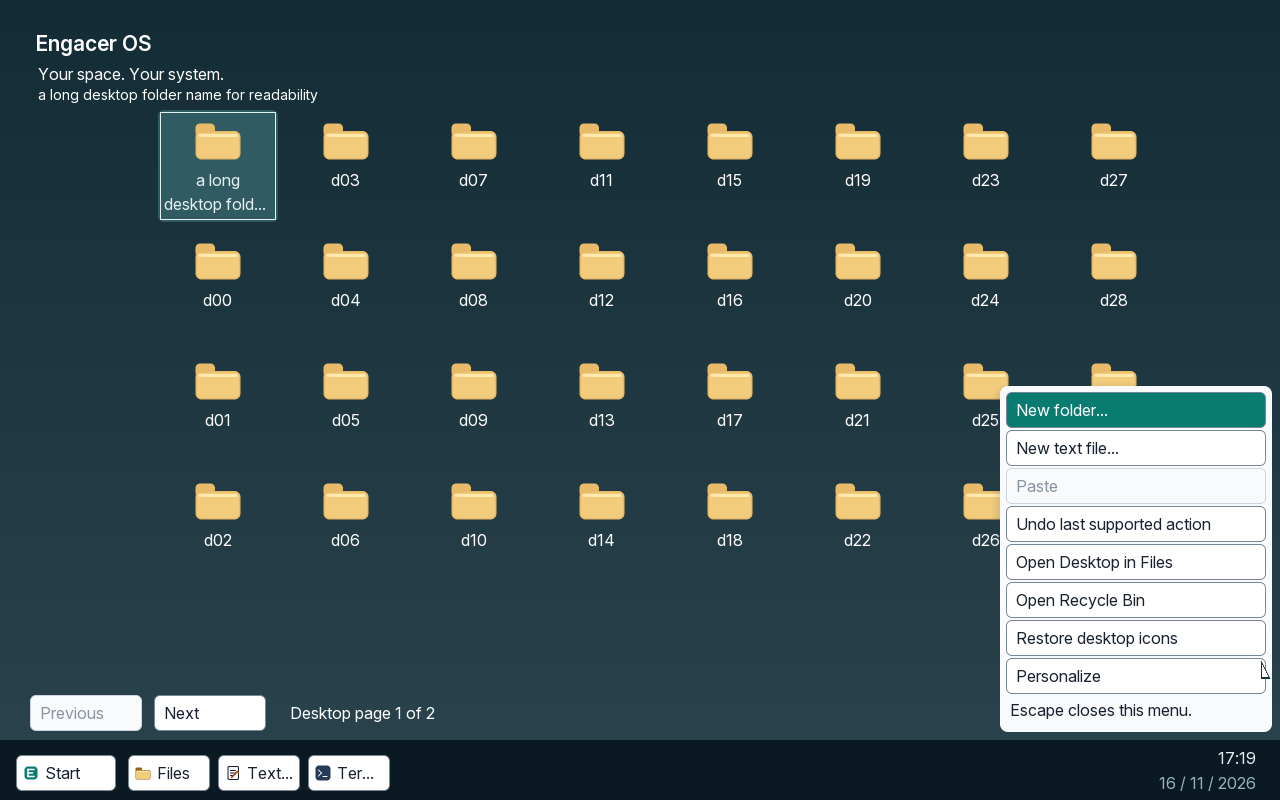 Engacer OS
Your space. Your system.
a long desktop folder name for readability
a long
desktop fold...
d03
d07
d11
d15
d19
d23
d27
d00
d04
d08
d12
d16
d20
d24
d28
d01
d05
d09
d13
d17
d21
d25
d02
d06
d10
d14
d18
d22
d26
New folder...
New text file...
Paste
Undo last supported action
Open Desktop in Files
Open Recycle Bin
Restore desktop icons
Personalize
Escape closes this menu.
Previous
Next
Desktop page 1 of 2
Start
Files
Text...
Ter...
17:19
16 / 11 / 2026